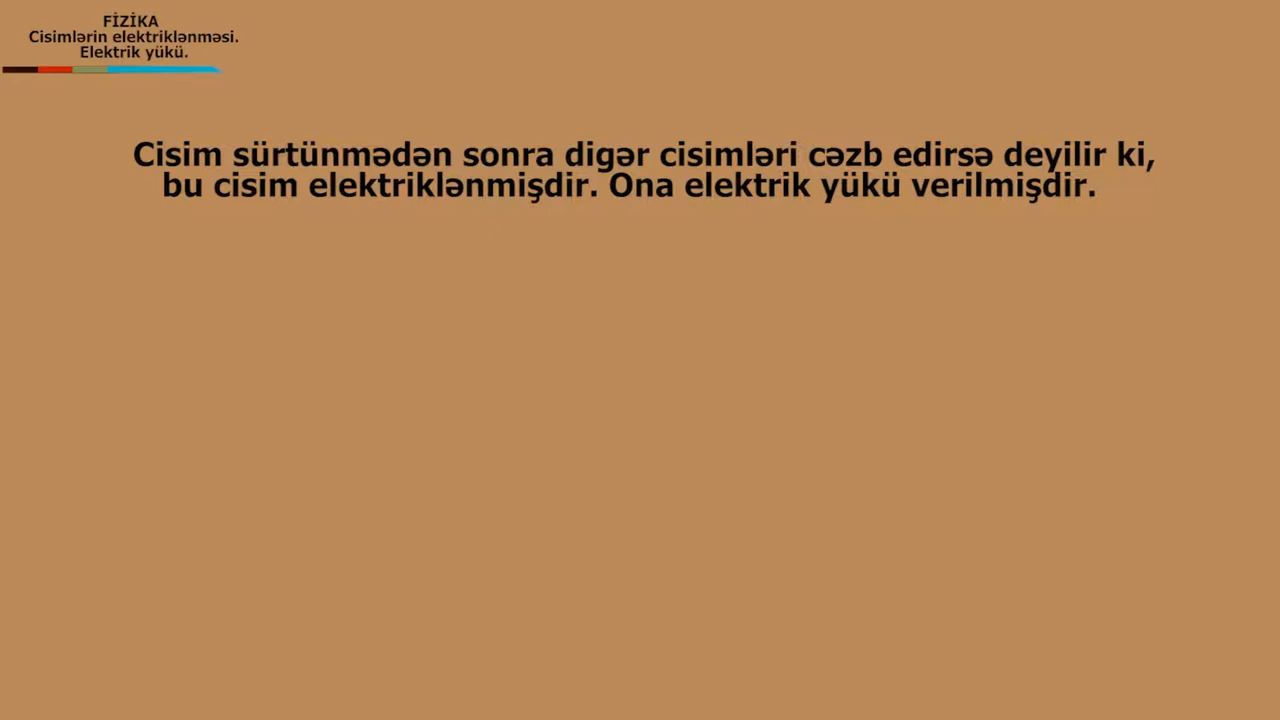 FİZİKA
Cisimlərin elektriklənməsi.
Elektrik yükü.
Cisim sürtünmədən sonra digər cisimləri cəzb edirsə deyilir ki,
bu cisim elektriklənmişdir. Ona elektrik yükü verilmişdir.